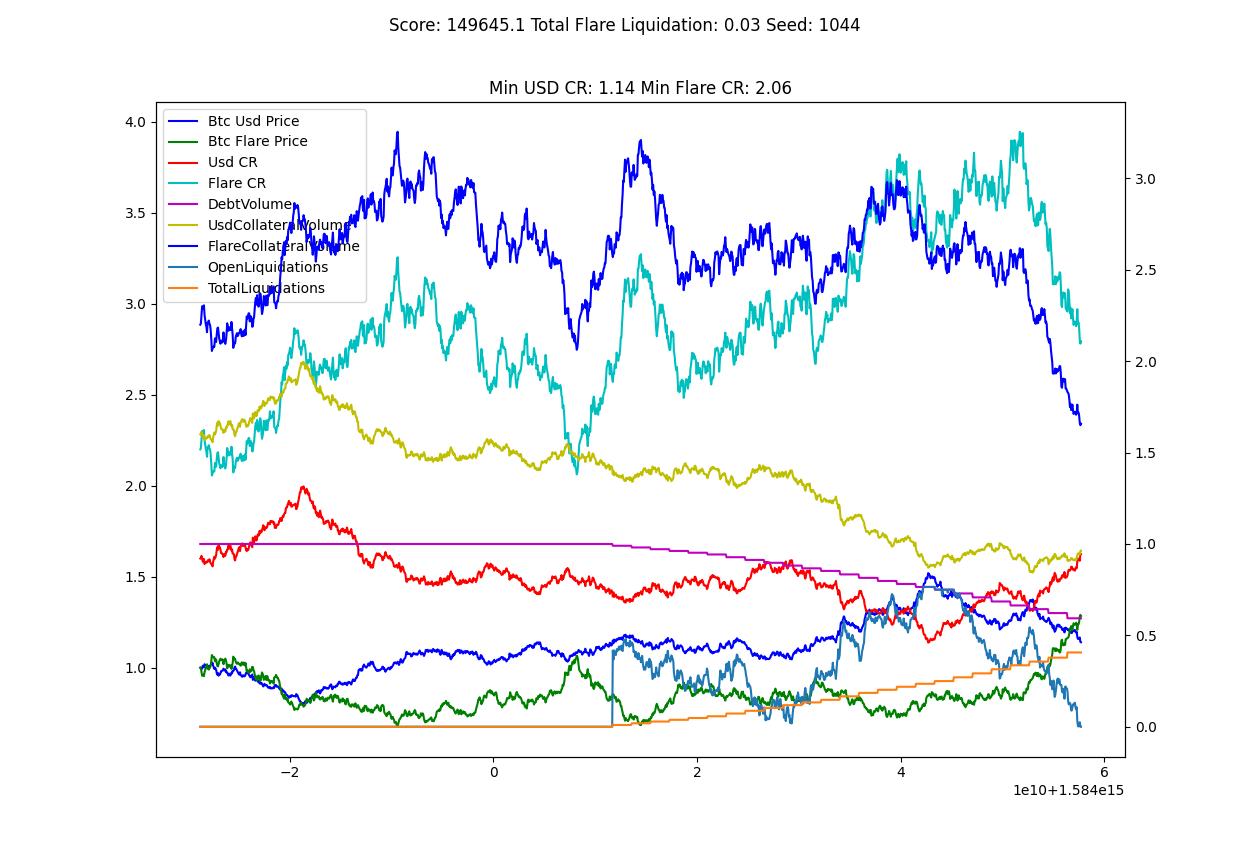 Score: 149645.1 Total Flare Liquidation: 0.03 Seed: 1044
Min USD CR: 1.14 Min Flare CR: 2.06
Btc Usd Price
Btc Flare Price
Usd CR
Flare CR
DebtVolume
UsdCollateralVolume
FlareCollateralVolume
OpenLiquidations
TotalLiquidations
4.0
3.5
3.0
2.5
2.0
1.5
1.0
3.0
2.5
2.0
1.5
1.0
0.5
0.0
−2
0
2
4
6
1e10+1.584e15